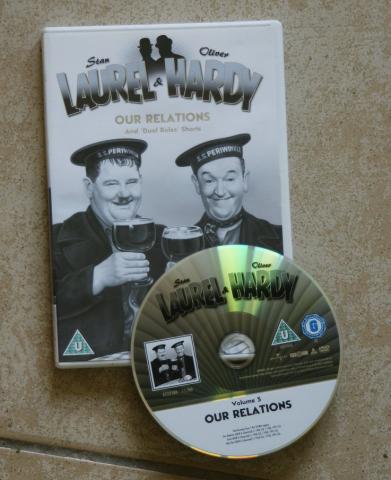 Stan Oliver
LAUREL & HARDY
OUR RELATIONS
And 'Dual Roles' Shorts
S.S. PERIWINKLE
S.S. PERIWINKLE
U
Stan Oliver
LAUREL & HARDY
U
G
Volume 5
OUR RELATIONS